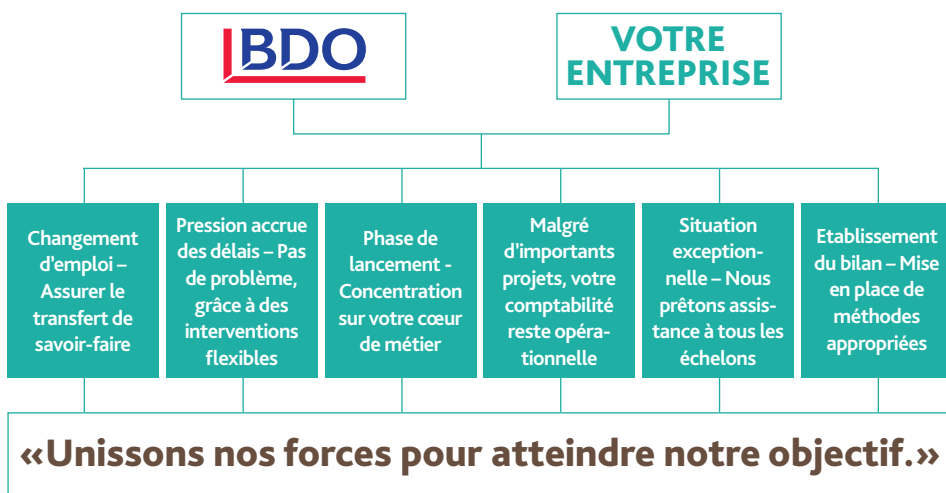 BDO
VOTRE
ENTREPRISE
Changement
d'emploi –
Assurer le
transfert de
savoir-faire
Pression accrue
des délais – Pas
de problème,
grâce à des
interventions
flexibles
Phase de
lancement -
Concentration
sur votre cœur
de métier
Malgré
d'importants
projets, votre
comptabilité
reste opéra-
tionnelle
Situation
exception-
nelle – Nous
prêtons assis-
tance à tous les
échelons
Etablissement
du bilan – Mise
en place de
méthodes
appropriées
«Unissons nos forces pour atteindre notre objectif.»